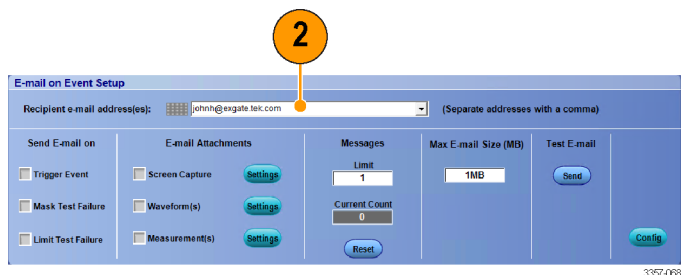 2
E-mail on Event Setup
Recipient e-mail address(es): johnh@exgate.tek.com (Separate addresses with a comma)
Send E-mail on
Trigger Event
Mask Test Failure
Limit Test Failure
E-mail Attachments
Screen Capture Settings
Waveform(s) Settings
Measurement(s) Settings
Messages
Limit
1
Current Count
0
Reset
Max E-mail Size (MB)
1MB
Test E-mail
Send
Config
3357-068